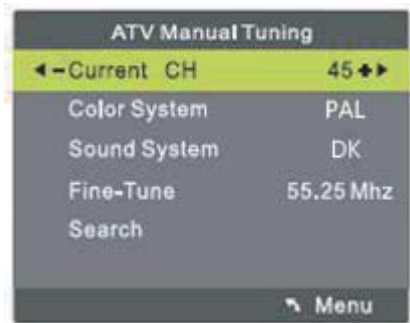 ATV Manual Tuning
-Current CH 45+
Color System PAL
Sound System DK
Fine-Tune 55.25 Mhz
Search
Menu